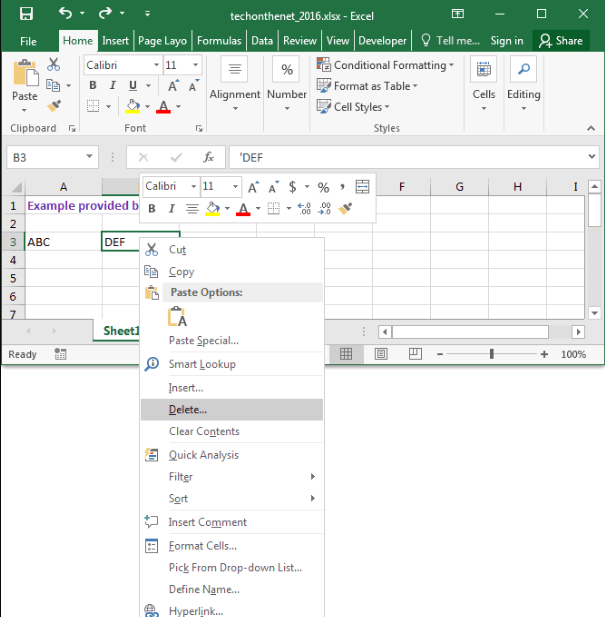 techonthenet_2016.xlsx - Excel
File Home Insert Page Layo Formulas Data Review View Developer Tell me... Sign in Share
Calibri 11
Paste B I U A A Alignment % Number Conditional Formatting Format as Table Cell Styles Cells Editing
Clipboard Font Styles
B3 fx 'DEF
Calibri 11 A A $ % , 
B I A .0 .00 .00 .0
A F G H I
1 Example provided b
2
3 ABC DEF
4
5
6
7
Sheet1
Ready 100%
Cut
Copy
Paste Options:
A
Paste Special...
Smart Lookup
Insert...
Delete...
Clear Contents
Quick Analysis
Filter
Sort
Insert Comment
Format Cells...
Pick From Drop-down List...
Define Name...
Hyperlink...